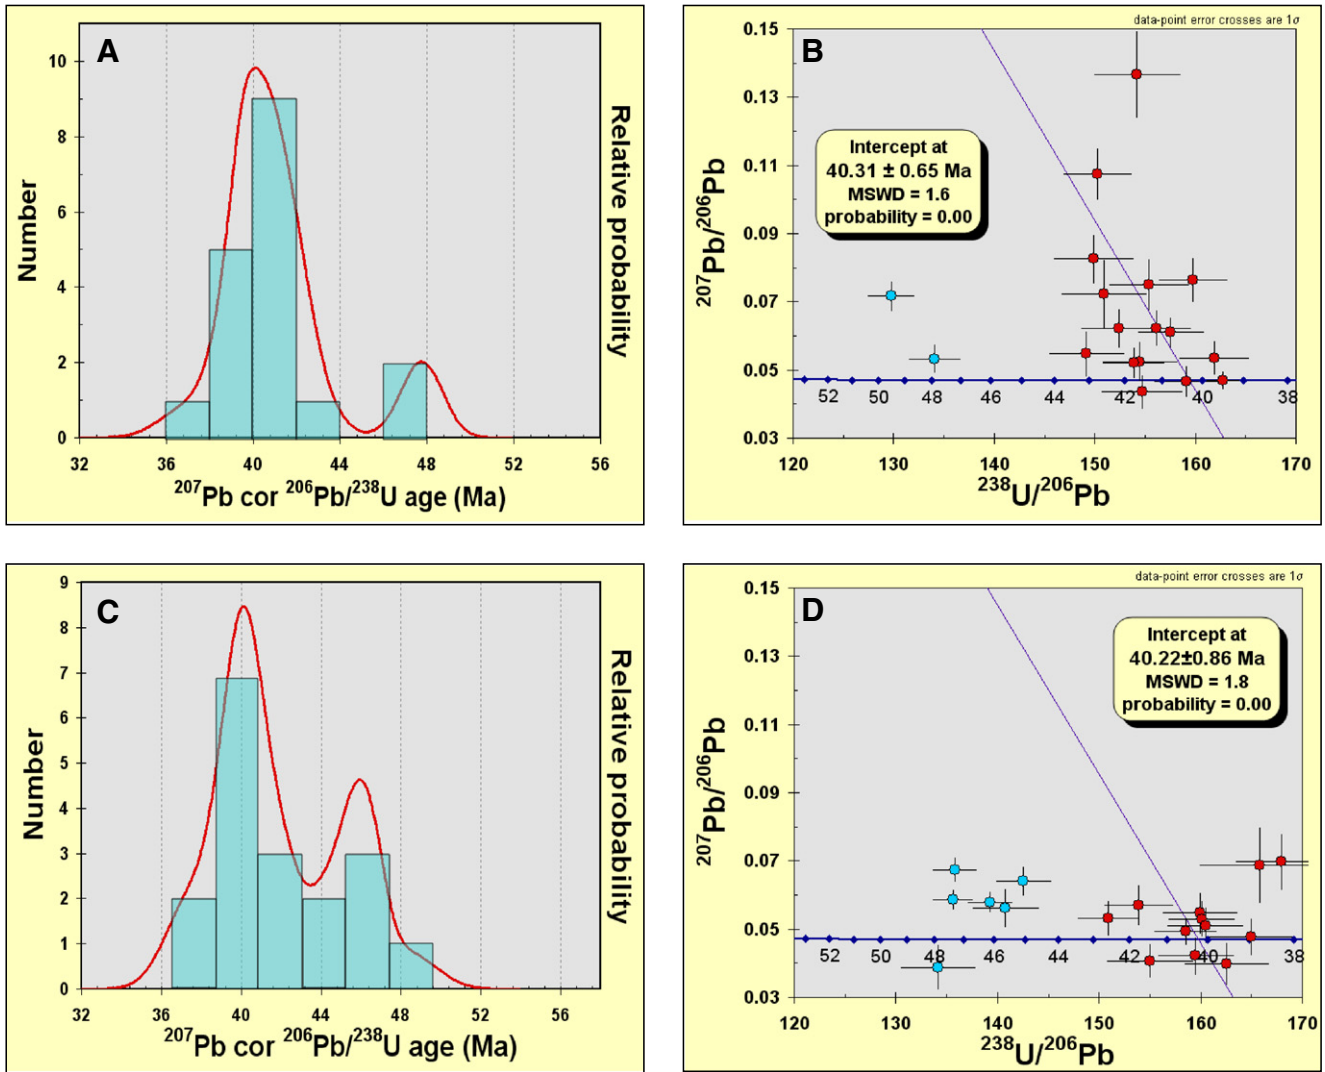 A
Number
10
8
6
4
2
0
32 36 40 44 48 52 56
207Pb cor 206Pb/238U age (Ma)
Relative probability
data-point error crosses are 1σ
B
207Pb/206Pb
0.15
0.13
0.11
0.09
0.07
0.05
0.03
Intercept at
40.31 ± 0.65 Ma
MSWD = 1.6
probability = 0.00
52 50 48 46 44 42 40 38
120 130 140 150 160 170
238U/206Pb
C
Number
9
8
7
6
5
4
3
2
1
0
32 36 40 44 48 52 56
207Pb cor 206Pb/238U age (Ma)
Relative probability
data-point error crosses are 1σ
D
207Pb/206Pb
0.15
0.13
0.11
0.09
0.07
0.05
0.03
Intercept at
40.22±0.86 Ma
MSWD = 1.8
probability = 0.00
52 50 48 46 44 42 40 38
120 130 140 150 160 170
238U/206Pb